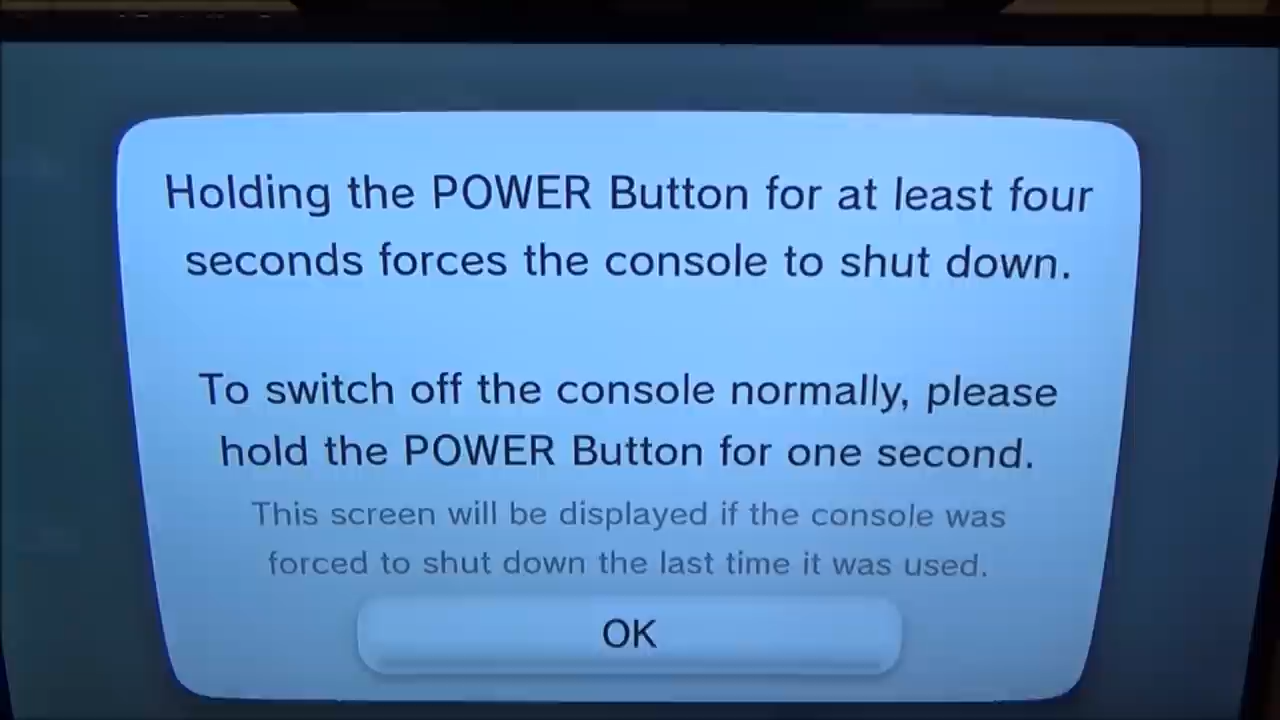 Holding the POWER Button for at least four
seconds forces the console to shut down.
To switch off the console normally, please
hold the POWER Button for one second.
This screen will be displayed if the console was
forced to shut down the last time it was used.
OK